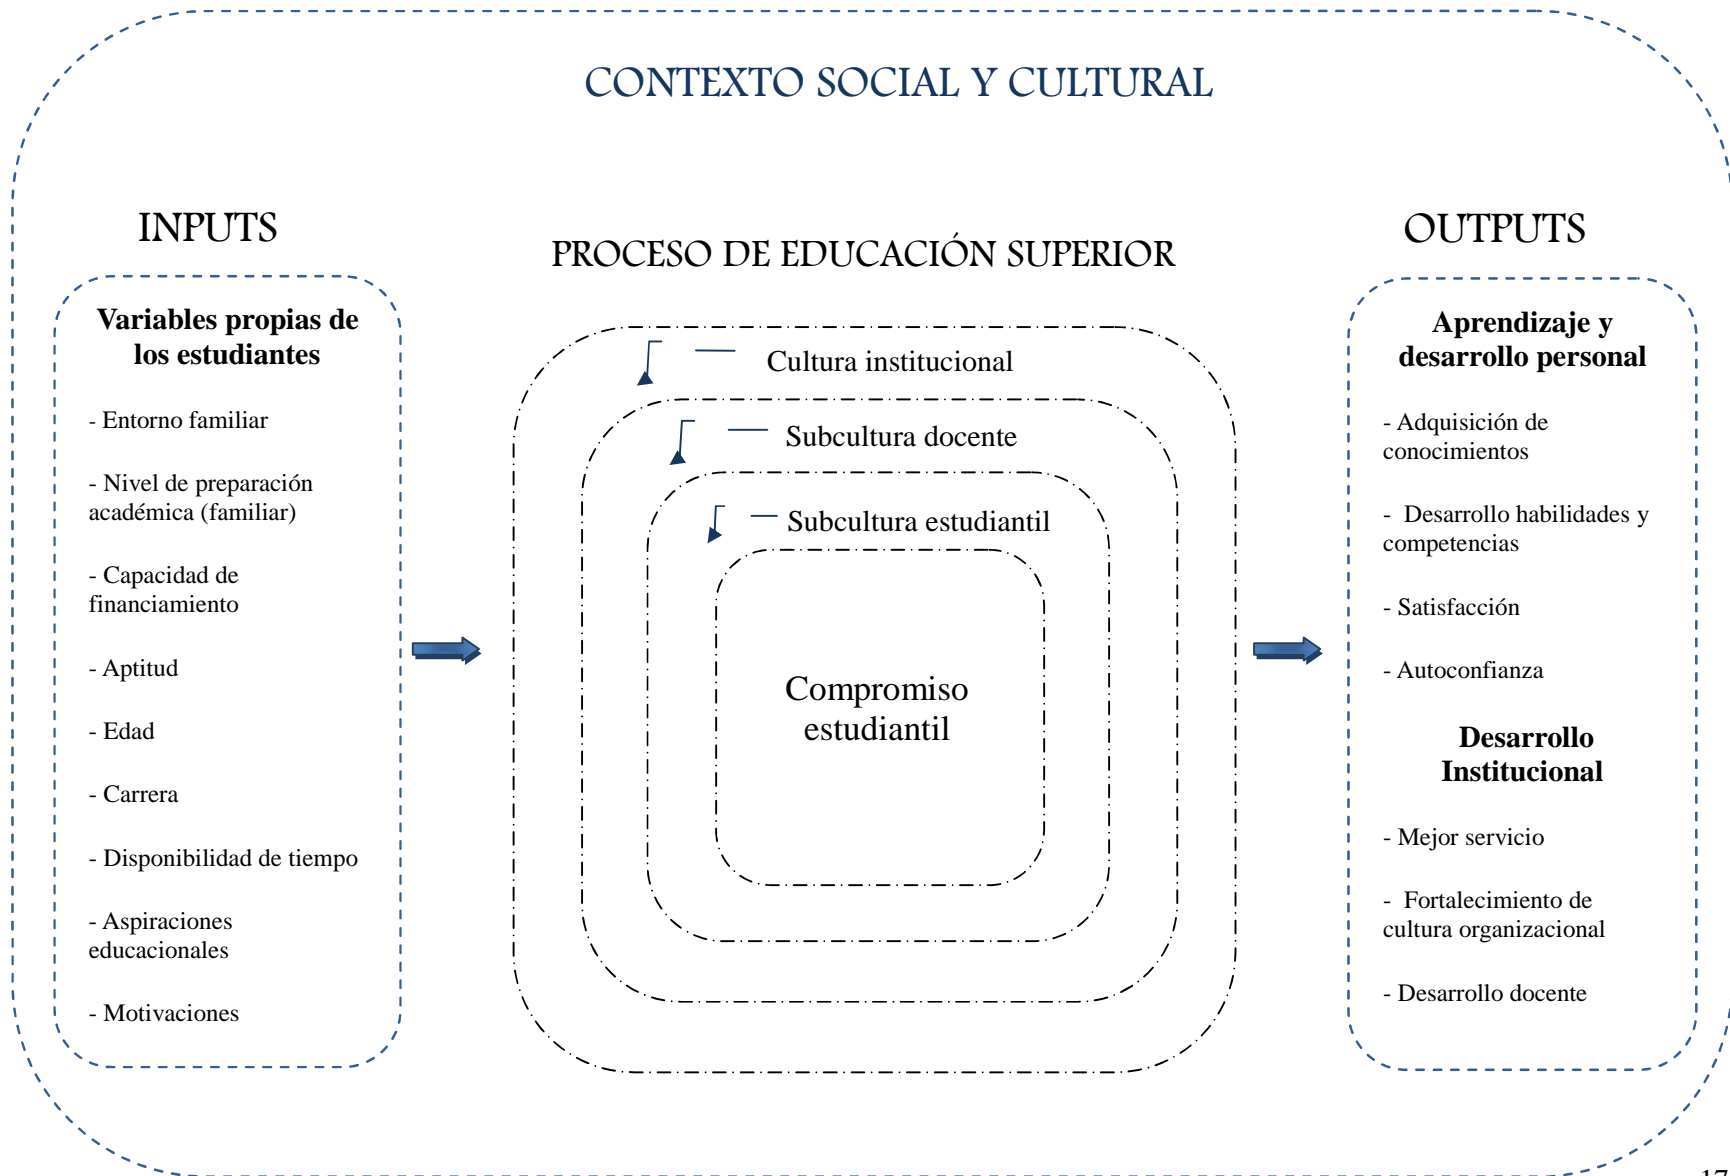 CONTEXTO SOCIAL Y CULTURAL
INPUTS
Variables propias de
los estudiantes
- Entorno familiar
- Nivel de preparación
académica (familiar)
- Capacidad de
financiamiento
- Aptitud
- Edad
- Carrera
- Disponibilidad de tiempo
- Aspiraciones
educacionales
- Motivaciones
PROCESO DE EDUCACIÓN SUPERIOR
Cultura institucional
Subcultura docente
Subcultura estudiantil
Compromiso
estudiantil
OUTPUTS
Aprendizaje y
desarrollo personal
- Adquisición de
conocimientos
- Desarrollo habilidades y
competencias
- Satisfacción
- Autoconfianza
Desarrollo
Institucional
- Mejor servicio
- Fortalecimiento de
cultura organizacional
- Desarrollo docente